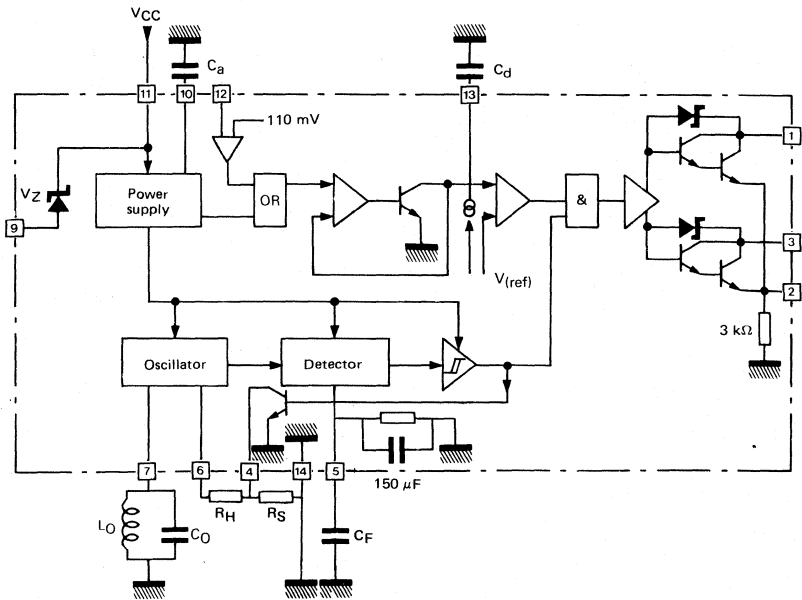 VCC
Ca
Cd
11
10
12
13
110 mV
1
VZ
Power
supply
OR
&
9
3
V(ref)
2
3 kΩ
Oscillator
Detector
7
6
4
14
5
150 µF
LO
CO
RH
RS
CF